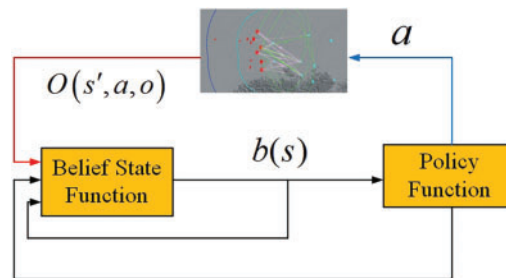 a
O(s′,a,o)
b(s)
Belief State
Function
Policy
Function